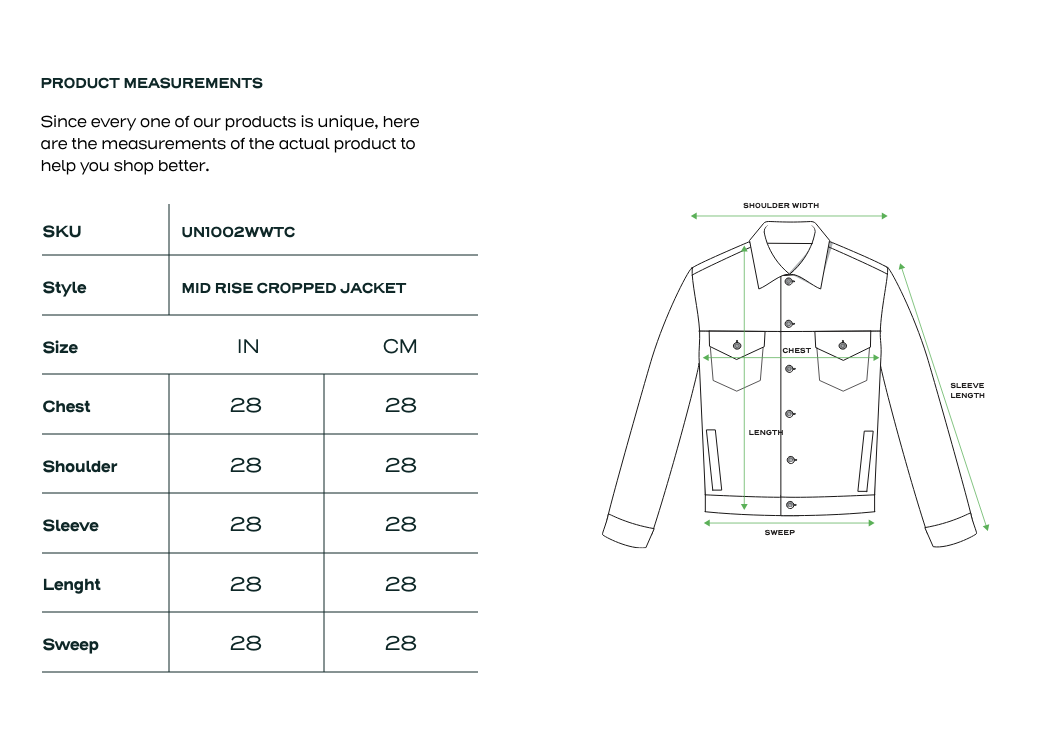 PRODUCT MEASUREMENTS
Since every one of our products is unique, here
are the measurements of the actual product to
help you shop better.
SKU UN1002WWTC
Style MID RISE CROPPED JACKET
Size IN CM
Chest 28 28
Shoulder 28 28
Sleeve 28 28
Lenght 28 28
Sweep 28 28
SHOULDER WIDTH
CHEST
SLEEVE
LENGTH
LENGTH
SWEEP